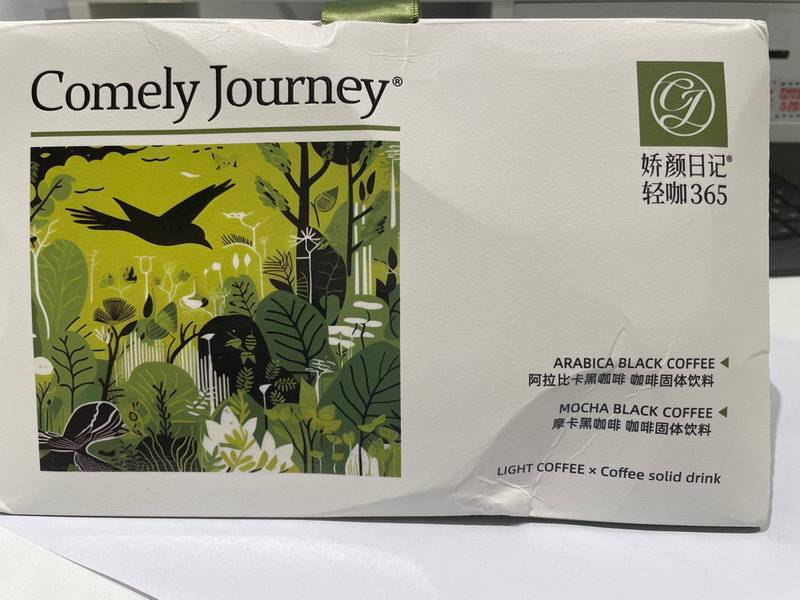 Comely Journey®
CJ
娇颜日记®
轻咖365
ARABICA BLACK COFFEE
阿拉比卡黑咖啡 咖啡固体饮料
MOCHA BLACK COFFEE
摩卡黑咖啡 咖啡固体饮料
LIGHT COFFEE × Coffee solid drink